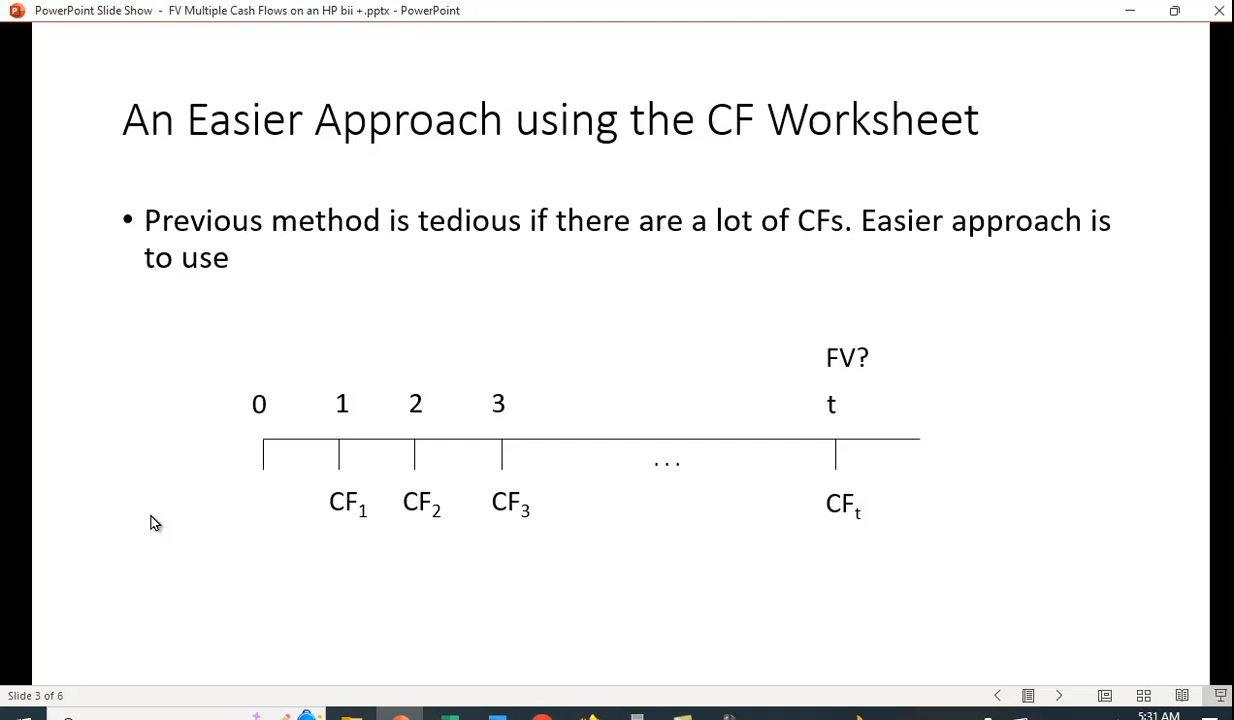 PowerPoint Slide Show - FV Multiple Cash Flows on an HP bii +.pptx - PowerPoint
An Easier Approach using the CF Worksheet
• Previous method is tedious if there are a lot of CFs. Easier approach is
to use
FV?
0 1 2 3 t
. . .
CF1 CF2 CF3 CFt
Slide 3 of 6
5:31 AM